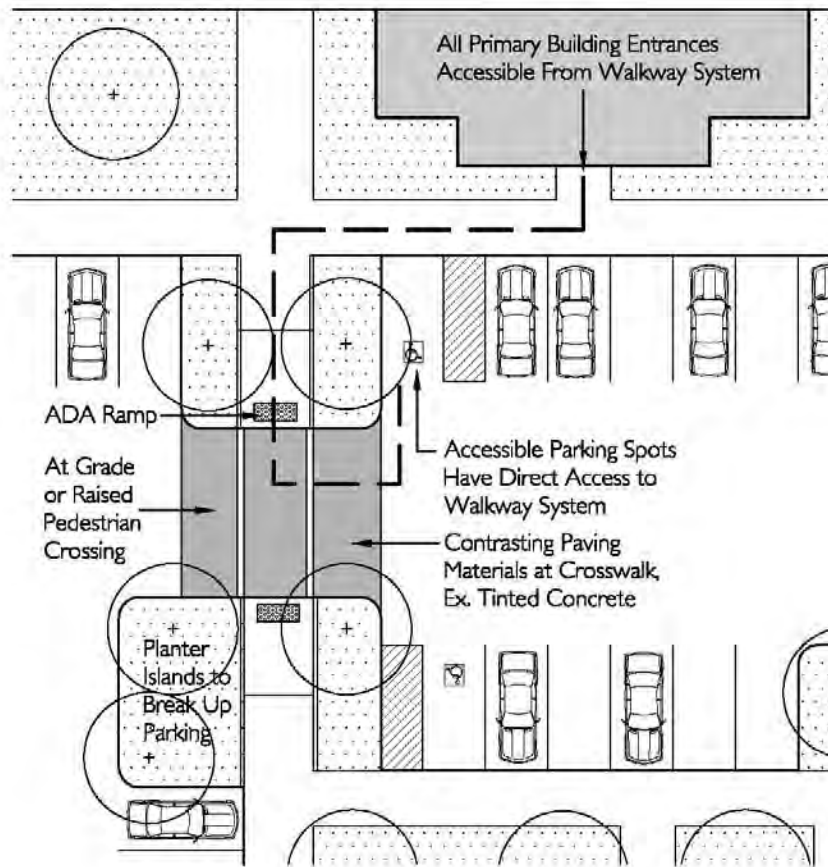 All Primary Building Entrances
Accessible From Walkway System
ADA Ramp
At Grade
or Raised
Pedestrian
Crossing
Accessible Parking Spots
Have Direct Access to
Walkway System
Contrasting Paving
Materials at Crosswalk,
Ex. Tinted Concrete
Planter
Islands to
Break Up
Parking